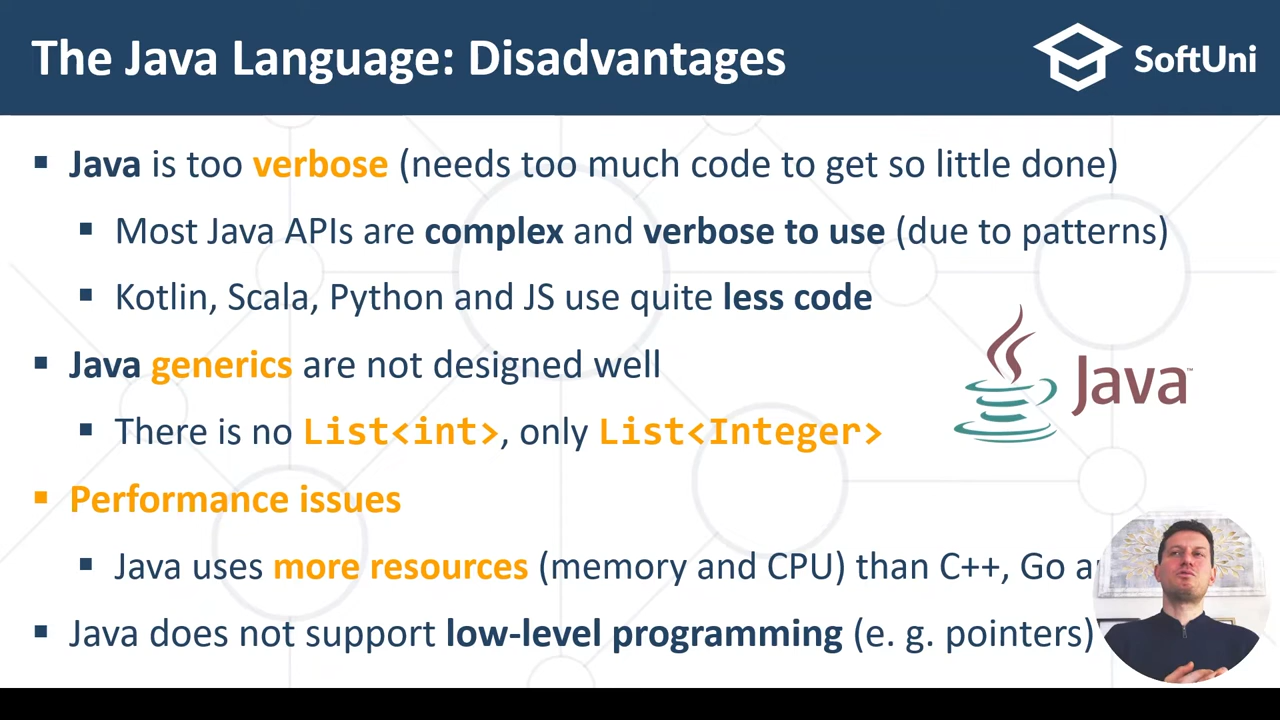 The Java Language: Disadvantages
SoftUni
▪ Java is too verbose (needs too much code to get so little done)
▪ Most Java APIs are complex and verbose to use (due to patterns)
▪ Kotlin, Scala, Python and JS use quite less code
▪ Java generics are not designed well
▪ There is no List<int>, only List<Integer>
Java™
▪ Performance issues
▪ Java uses more resources (memory and CPU) than C++, Go
▪ Java does not support low-level programming (e. g. pointers)